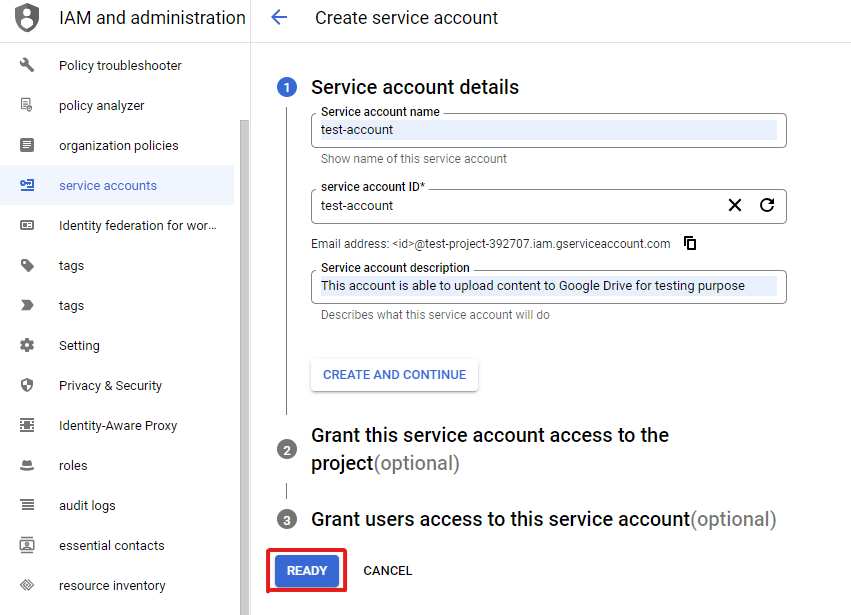 IAM and administration
Policy troubleshooter
policy analyzer
organization policies
service accounts
Identity federation for wor...
tags
tags
Setting
Privacy & Security
Identity-Aware Proxy
roles
audit logs
essential contacts
resource inventory
Create service account
1 Service account details
Service account name
test-account
Show name of this service account
service account ID*
test-account
Email address: <id>@test-project-392707.iam.gserviceaccount.com
Service account description
This account is able to upload content to Google Drive for testing purpose
Describes what this service account will do
CREATE AND CONTINUE
2 Grant this service account access to the
project(optional)
3 Grant users access to this service account(optional)
READY CANCEL